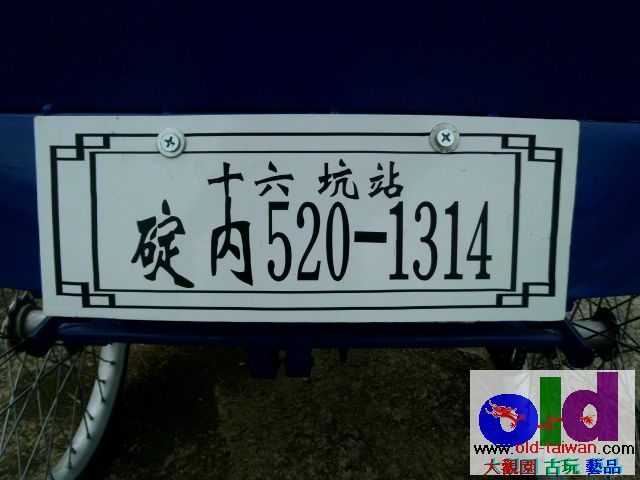 十六 坑站
碇內520-1314
old
www.old-taiwan.com
大觀園 古玩 藝品